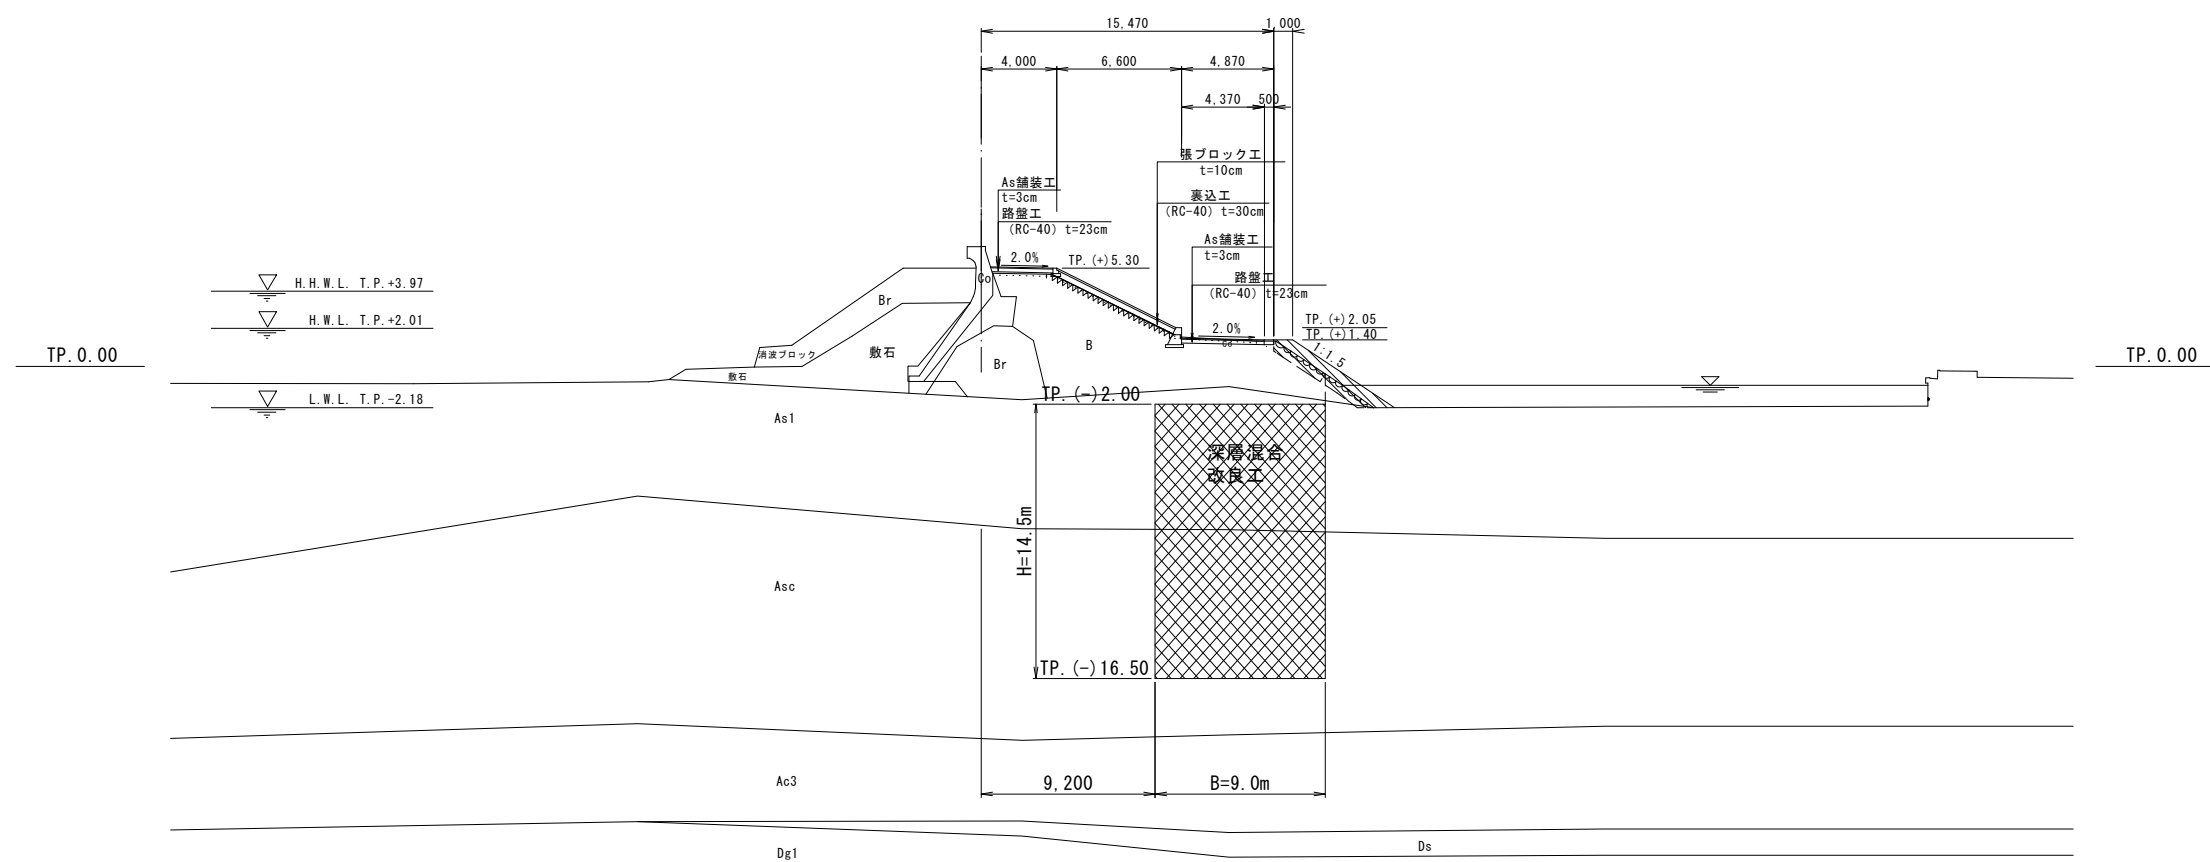 15,470
1,000
4,000
6,600
4,870
4,370
500
張ブロック工
t=10cm
As舗装工
t=3cm
裏込工
(RC-40) t=30cm
路盤工
(RC-40) t=23cm
As舗装工
t=3cm
2.0%
TP.(+)5.30
Co
路盤工
(RC-40) t=23cm
H.H.W.L. T.P.+3.97
Br
H.W.L. T.P.+2.01
TP.(+)2.05
2.0%
TP.(+)1.40
Co
B
1:1.5
TP.0.00
消波ブロック
敷石
TP.0.00
Br
敷石
L.W.L. T.P.-2.18
TP.(-)2.00
As1
深層混合
改良工
H=14.5m
Asc
TP.(-)16.50
Ac3
9,200
B=9.0m
Dg1
Ds